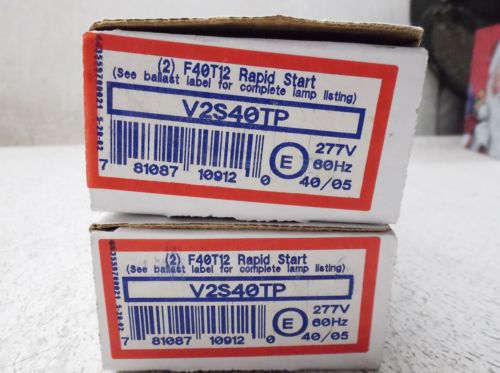 (2) F40T12 Rapid Start
(See ballast label for complete lamp listing)
V2S40TP
7 81087 10912 0
E
277V
60Hz
40/05
(2) F40T12 Rapid Start
(See ballast label for complete lamp listing)
V2S40TP
7 81087 10912 0
E
277V
60Hz
40/05